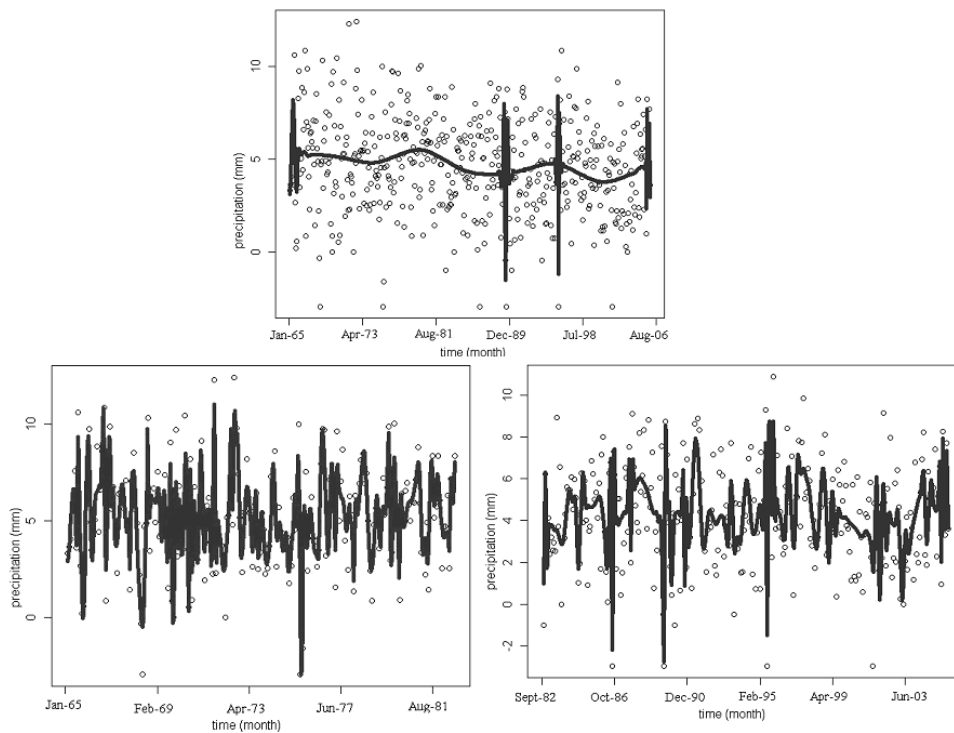 precipitation (mm)
10
5
0
Jan-65 Apr-73 Aug-81 Dec-89 Jul-98 Aug-06
time (month)
precipitation (mm)
10
5
0
Jan-65 Feb-69 Apr-73 Jun-77 Aug-81
time (month)
precipitation (mm)
10
8
6
4
2
0
-2
Sept-82 Oct-86 Dec-90 Feb-95 Apr-99 Jun-03
time (month)